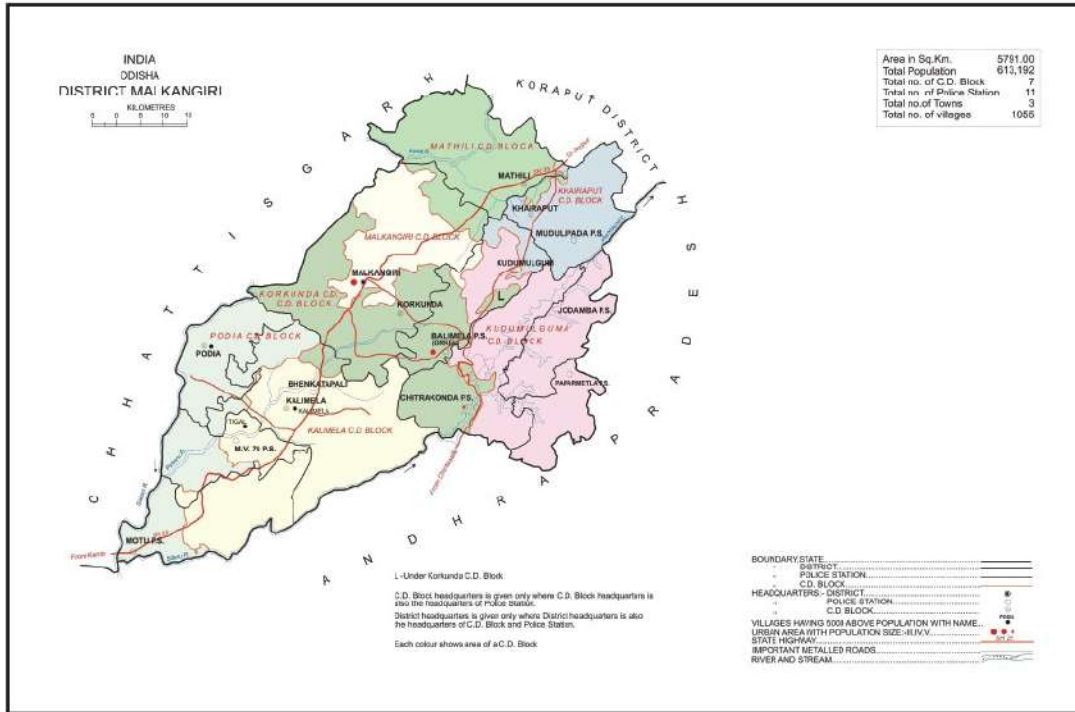 INDIA
ODISHA
DISTRICT MALKANGIRI
KILOMETRES
Area in Sq.Km. 5791.00
Total Population 613,192
Total no. of C.D. Block 7
Total no. of Police Station 11
Total no.of Towns 3
Total no. of villages 1055
CHHATTISGARH
KORAPUT DISTRICT
ANDHRA PRADESH
MATHILI C.D. BLOCK
MATHILI
KHAIRAPUT
C.D. BLOCK
KHAIRAPUT
MUDULPADA P.S.
MALKANGIRI C.D. BLOCK
KUDUMULGUM
MALKANGIRI
KORKUNDA C.D.
C.D. BLOCK
KORKUNDA
L
JODAMBA P.S.
KUDUMULGUMA
C.D. BLOCK
PODIA C.D. BLOCK
BALIMELA P.S.
PODIA
BHENKATAPALI
PAPARMETLA P.S.
KALIMELA
KALIMELA
CHITRAKONDA P.S.
TIGAL
KALIMELA C.D. BLOCK
M.V. 79 P.S.
MOTU P.S.
L -Under Korkunda C.D. Block
C.D. Block headquarters is given only where C.D. Block headquarters is
also the headquarters of Police Station.
District headquarters is given only where District headquarters is also
the headquarters of C.D. Block and Police Station.
Each colour shows area of a C.D. Block
BOUNDARY,STATE
DISTRICT
POLICE STATION
C.D. BLOCK
HEADQUARTERS:- DISTRICT
POLICE STATION
C.D BLOCK
VILLAGES HAVING 5000 ABOVE POPULATION WITH NAME
URBAN AREA WITH POPULATION SIZE:-III,IV,V
STATE HIGHWAY
IMPORTANT METALLED ROADS
RIVER AND STREAM